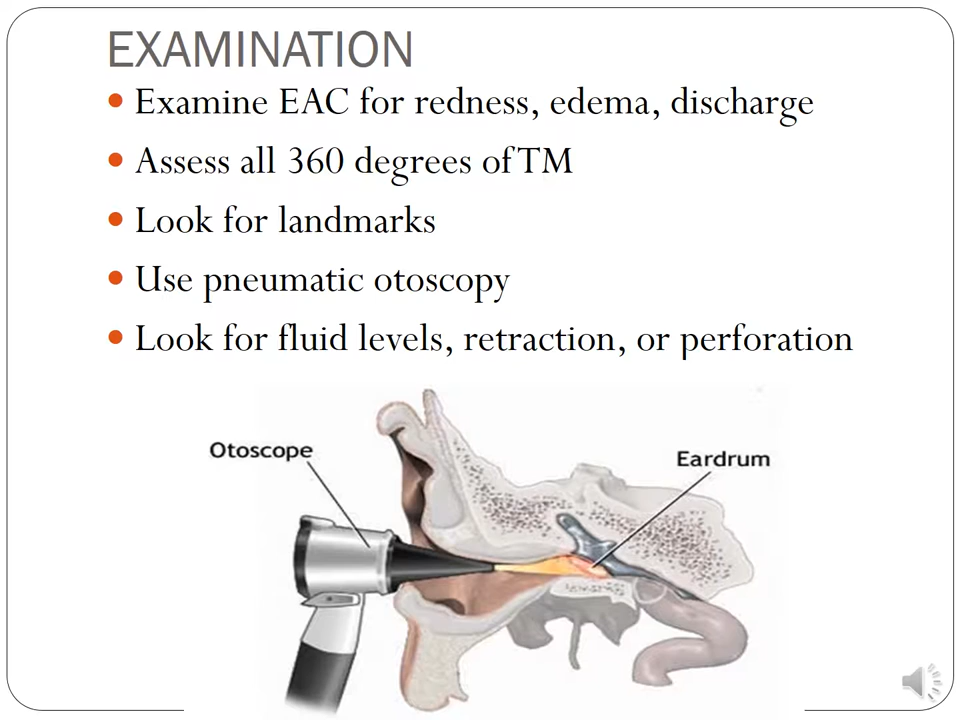 EXAMINATION
Examine EAC for redness, edema, discharge
Assess all 360 degrees of TM
Look for landmarks
Use pneumatic otoscopy
Look for fluid levels, retraction, or perforation
Otoscope
Eardrum